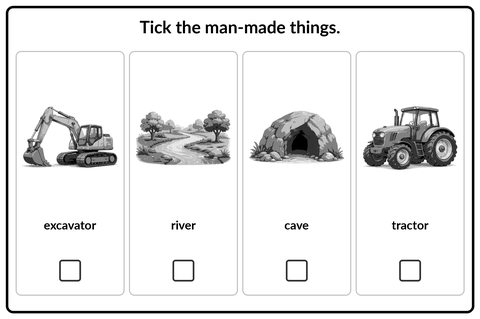 Tick the man-made things.
excavator
river
cave
tractor